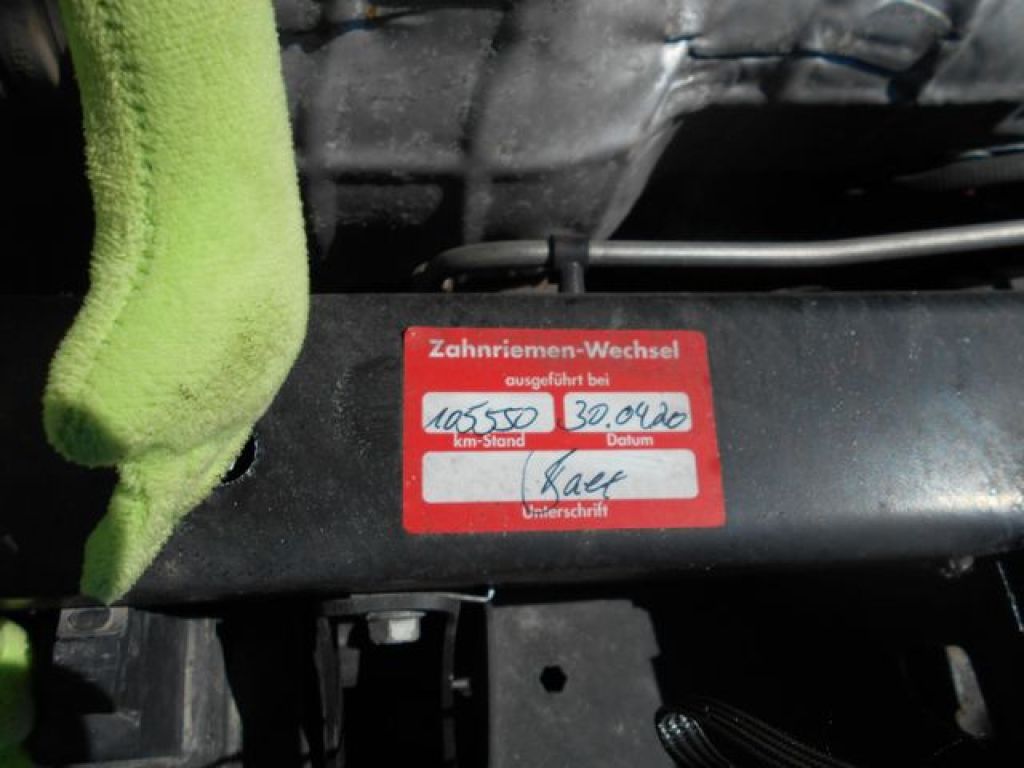 Zahnriemen-Wechsel
ausgeführt bei
105550 30.04.20
km-Stand Datum
Unterschrift